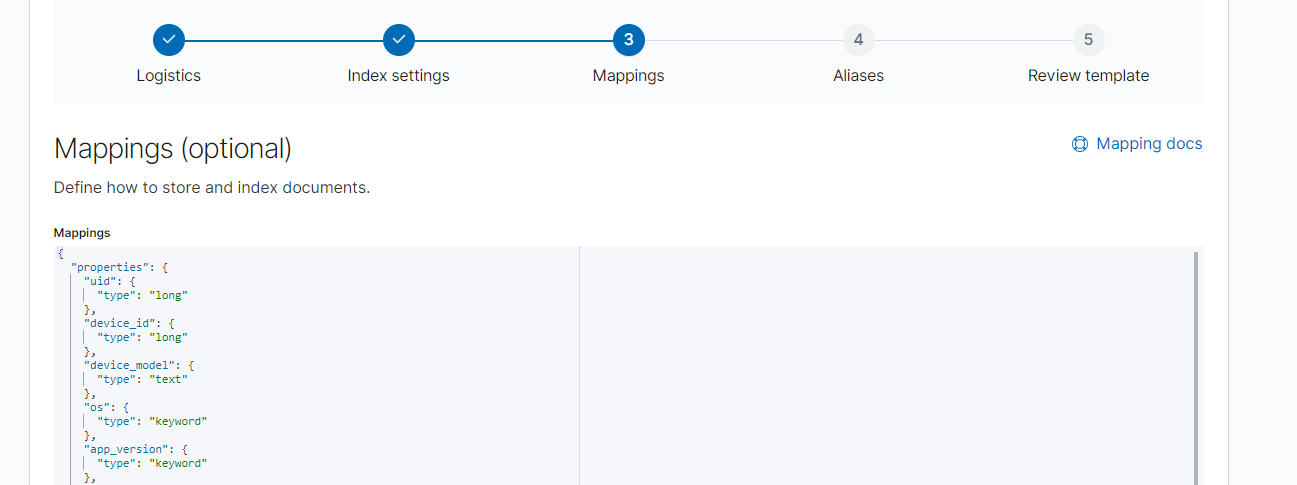 3 4 5
Logistics Index settings Mappings Aliases Review template
Mappings (optional)
Mapping docs
Define how to store and index documents.
Mappings
{
"properties": {
"uid": {
"type": "long"
},
"device_id": {
"type": "long"
},
"device_model": {
"type": "text"
},
"os": {
"type": "keyword"
},
"app_version": {
"type": "keyword"
},